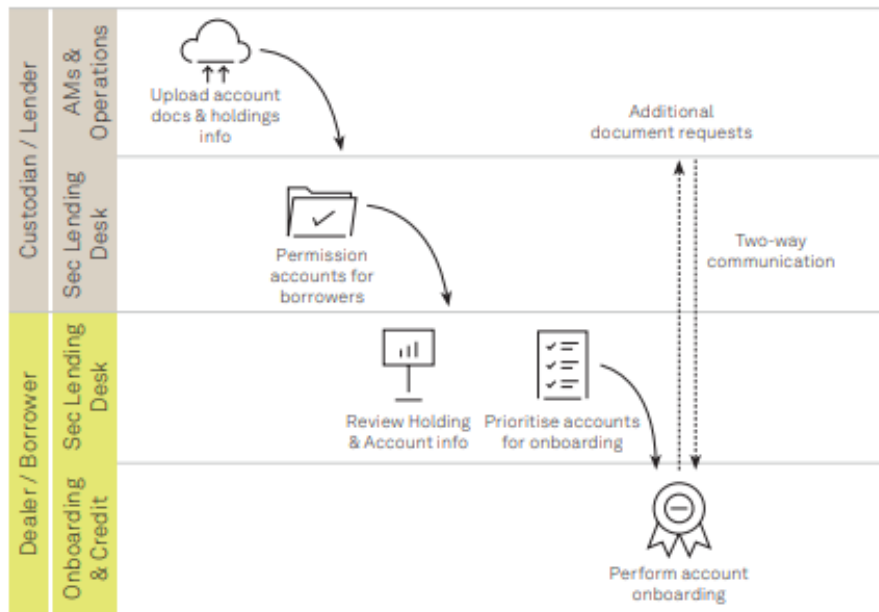 Custodian / Lender
AMs &
Operations
Upload account
docs & holdings
info
Additional
document requests
Sec Lending
Desk
Permission
accounts for
borrowers
Two-way
communication
Dealer / Borrower
Sec Lending
Desk
Review Holding
& Account info
Prioritise accounts
for onboarding
Onboarding
& Credit
Perform account
onboarding